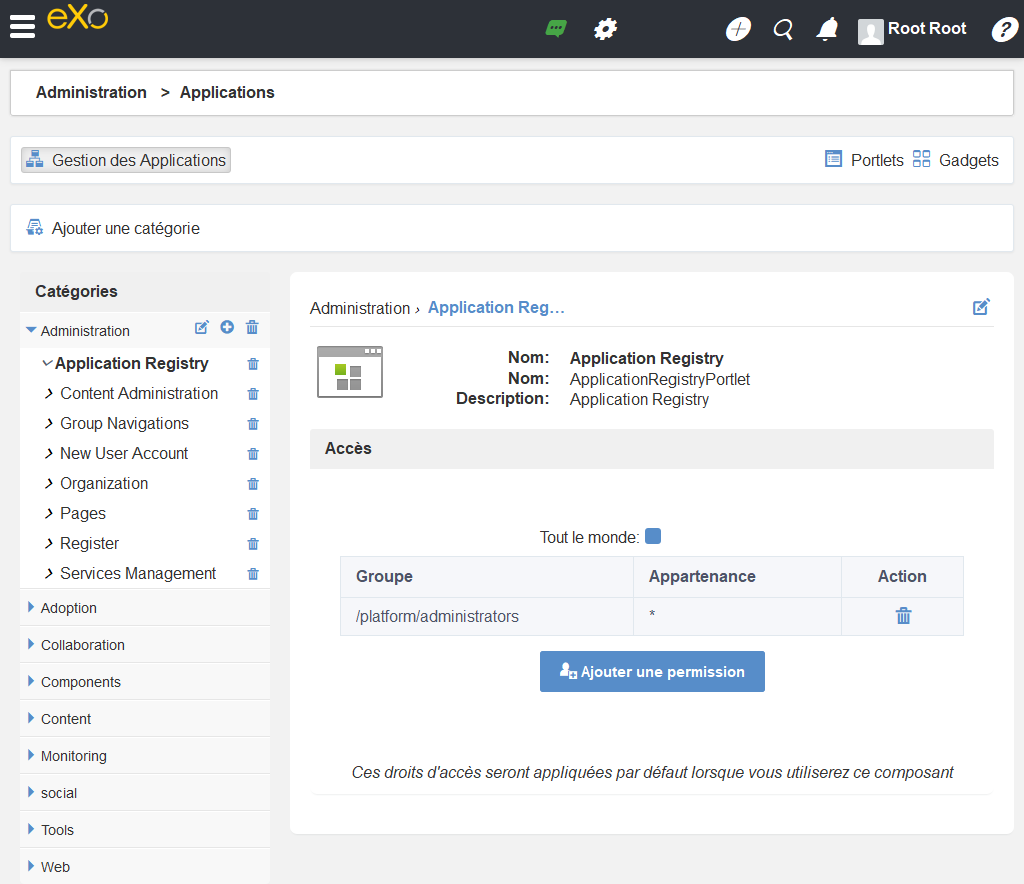 eXo
Root Root
?
Administration > Applications
Gestion des Applications
Portlets
Gadgets
Ajouter une catégorie
Catégories
Administration
Application Registry
Content Administration
Group Navigations
New User Account
Organization
Pages
Register
Services Management
Adoption
Collaboration
Components
Content
Monitoring
social
Tools
Web
Administration › Application Reg...
Nom: Application Registry
Nom: ApplicationRegistryPortlet
Description: Application Registry
Accès
Tout le monde:
Groupe Appartenance Action
/platform/administrators *
Ajouter une permission
Ces droits d'accès seront appliquées par défaut lorsque vous utiliserez ce composant